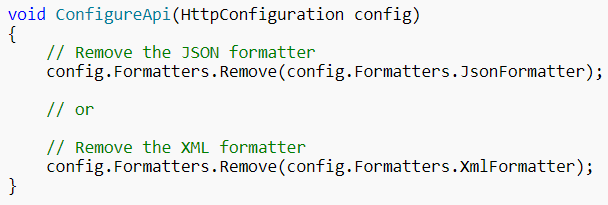 void ConfigureApi(HttpConfiguration config)
{
    // Remove the JSON formatter
    config.Formatters.Remove(config.Formatters.JsonFormatter);
    // or
    // Remove the XML formatter
    config.Formatters.Remove(config.Formatters.XmlFormatter);
}